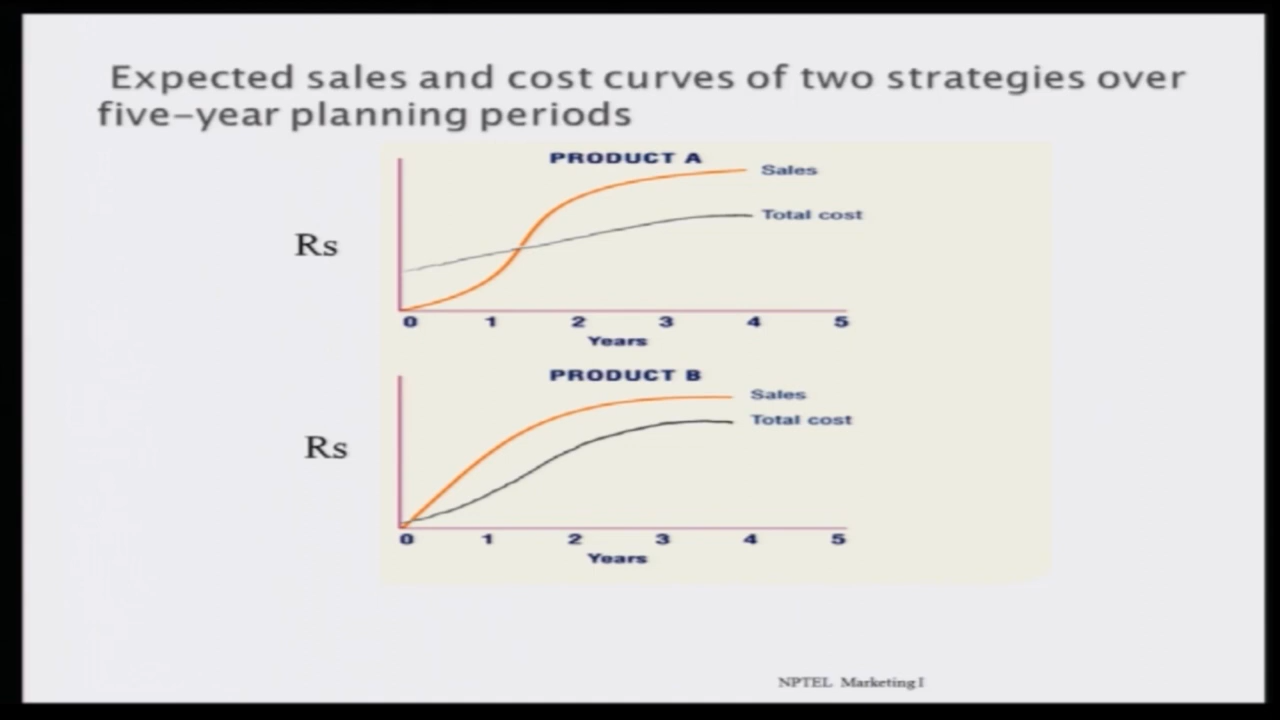 Expected sales and cost curves of two strategies over
five-year planning periods
PRODUCT A
Sales
Total cost
Rs
0 1 2 3 4 5
Years
PRODUCT B
Sales
Total cost
Rs
0 1 2 3 4 5
Years
NPTEL Marketing I